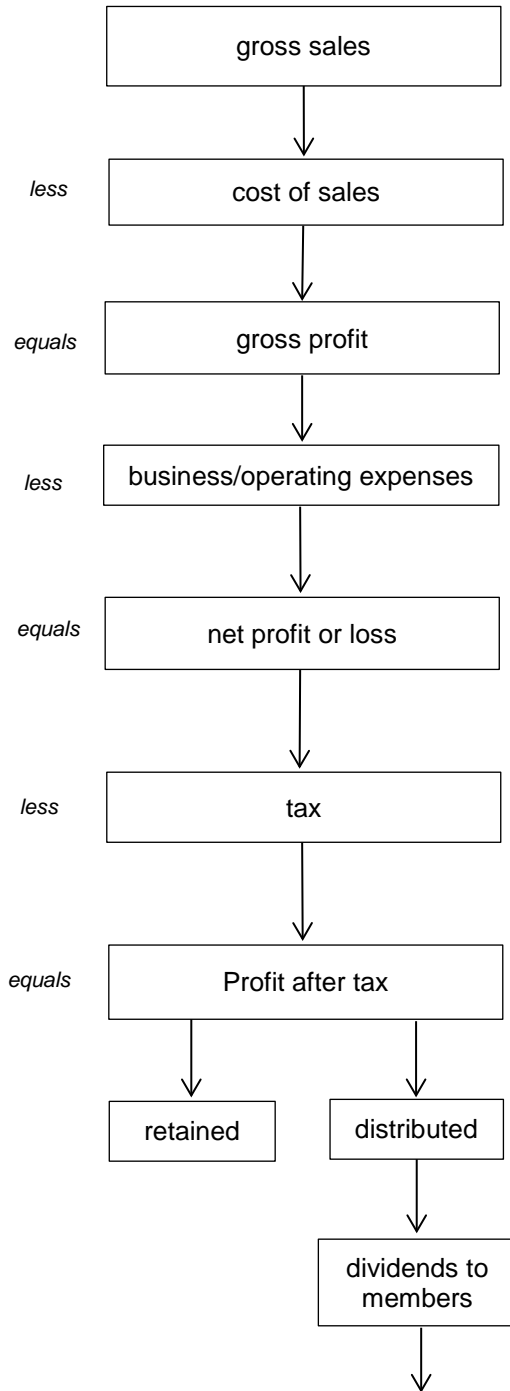 gross sales
less
cost of sales
equals
gross profit
less
business/operating expenses
equals
net profit or loss
less
tax
equals
Profit after tax
retained
distributed
dividends to
members